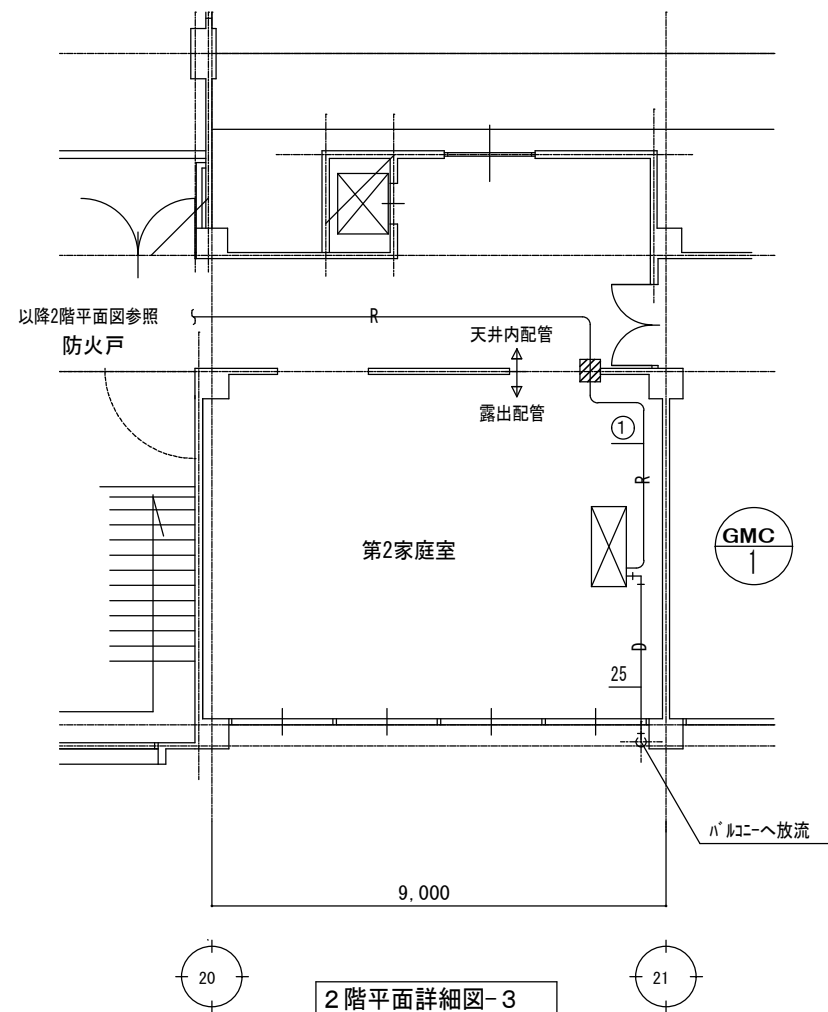 以降2階平面図参照
防火戸
R
天井内配管
露出配管
1
R
GMC
1
第2家庭室
D
25
バルコニーへ放流
9,000
20
21
2階平面詳細図-3